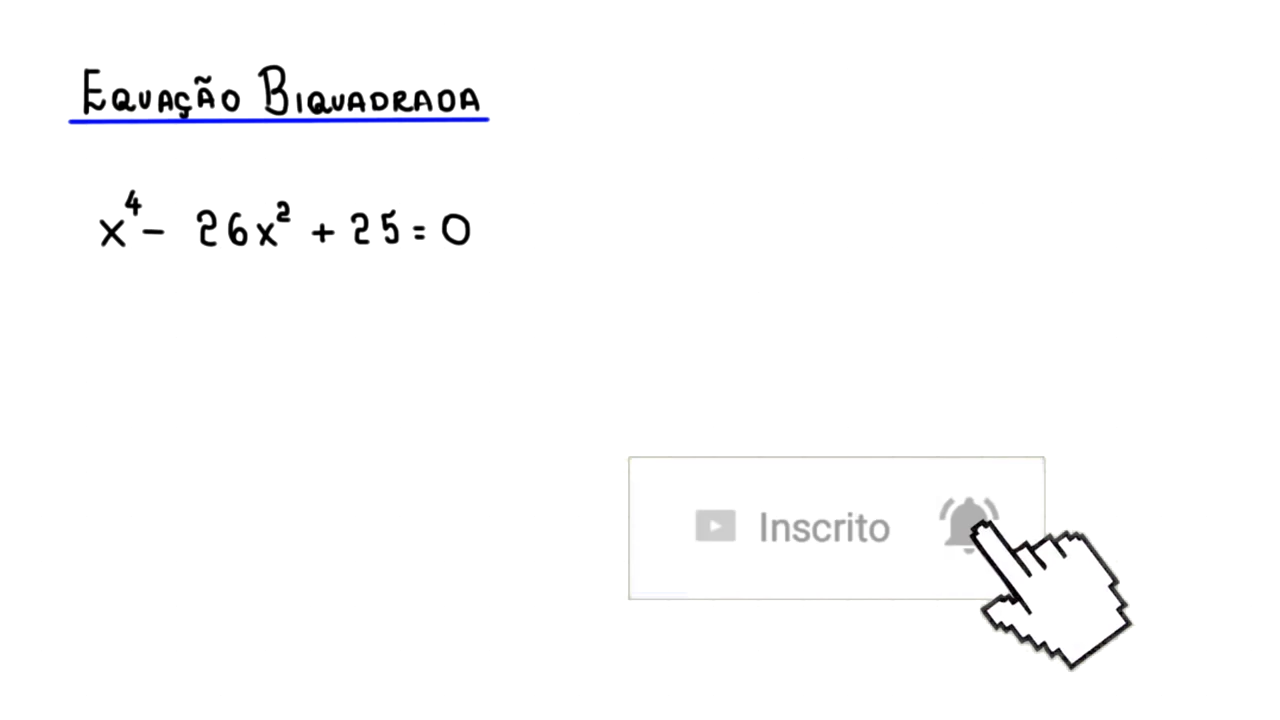 Equação Biquadrada
x⁴ - 26x² + 25 = 0
Inscrito